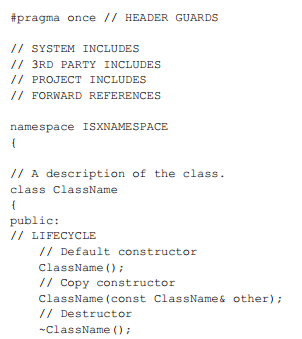 #pragma once // HEADER GUARDS
// SYSTEM INCLUDES
// 3RD PARTY INCLUDES
// PROJECT INCLUDES
// FORWARD REFERENCES
namespace ISXNAMESPACE
{
// A description of the class.
class ClassName
{
public:
// LIFECYCLE
// Default constructor
ClassName();
// Copy constructor
ClassName(const ClassName& other);
// Destructor
~ClassName();